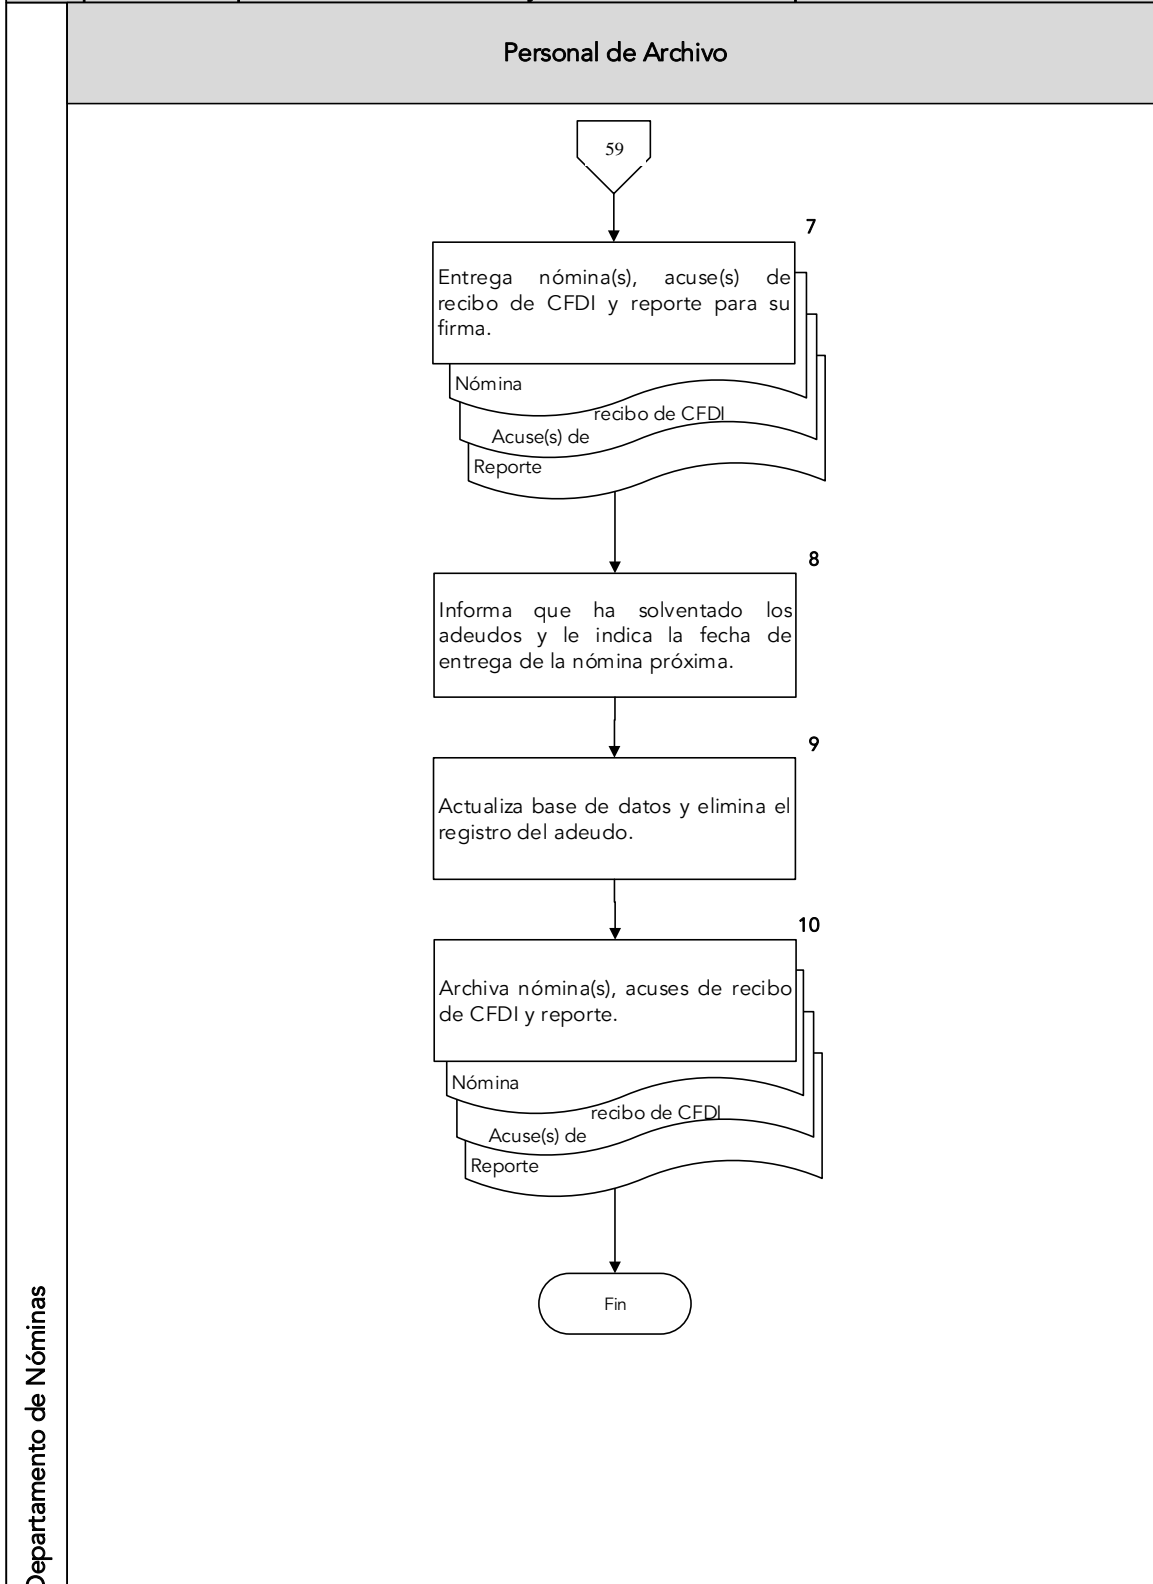 Personal de Archivo
59
7
Entrega nómina(s), acuse(s) de
recibo de CFDI y reporte para su
firma.
Nómina
recibo de CFDI
Acuse(s) de
Reporte
8
Informa que ha solventado los
adeudos y le indica la fecha de
entrega de la nómina próxima.
9
Actualiza base de datos y elimina el
registro del adeudo.
10
Archiva nómina(s), acuses de recibo
de CFDI y reporte.
Nómina
recibo de CFDI
Acuse(s) de
Reporte
Fin
Departamento de Nóminas